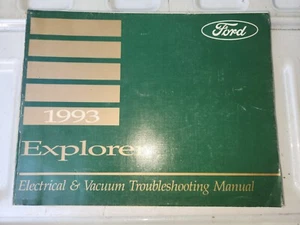 Ford
1993
Explorer
Electrical & Vacuum Troubleshooting Manual